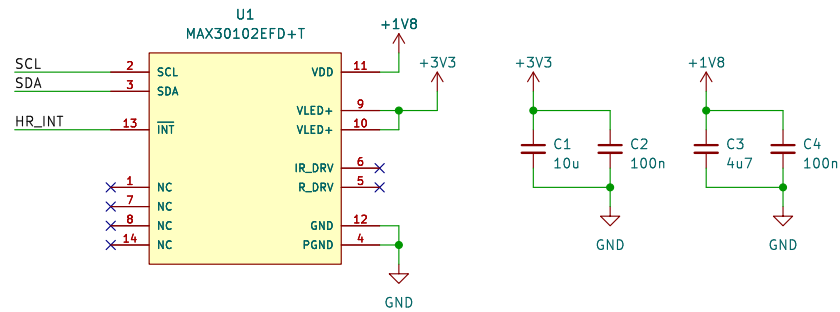 U1
MAX30102EFD+T
+1V8
+3V3
+3V3
+1V8
SCL 2 SCL VDD 11
SDA 3 SDA
VLED+ 9
HR_INT 13 INT VLED+ 10
C1 10u
C2 100n
C3 4u7
C4 100n
IR_DRV 6
1 NC R_DRV 5
7 NC
8 NC GND 12
14 NC PGND 4
GND
GND
GND